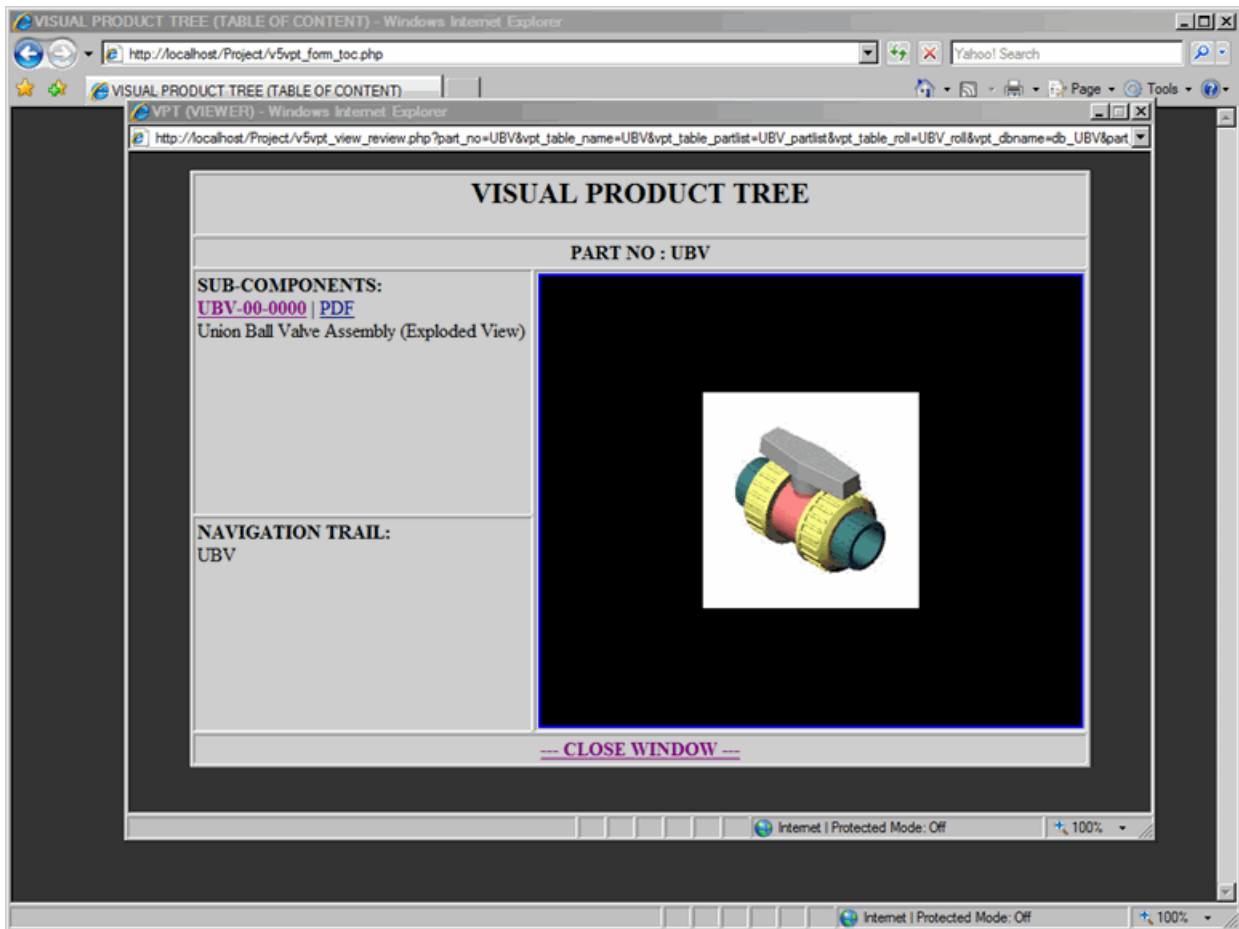 VISUAL PRODUCT TREE (TABLE OF CONTENT) - Windows Internet Explorer
http://localhost/Project/v5vpt_form_toc.php
Yahoo! Search
VISUAL PRODUCT TREE (TABLE OF CONTENT)
Page
Tools
VPT (VIEWER) - Windows Internet Explorer
http://localhost/Project/v5vpt_view_review.php?part_no=UBV&vpt_table_name=UBV&vpt_table_partlist=UBV_partlist&vpt_table_roll=UBV_roll&vpt_dbname=db_UBV&part
VISUAL PRODUCT TREE
PART NO : UBV
SUB-COMPONENTS:
UBV-00-0000 | PDF
Union Ball Valve Assembly (Exploded View)
NAVIGATION TRAIL:
UBV
--- CLOSE WINDOW ---
Internet | Protected Mode: Off
100%
Internet | Protected Mode: Off
100%